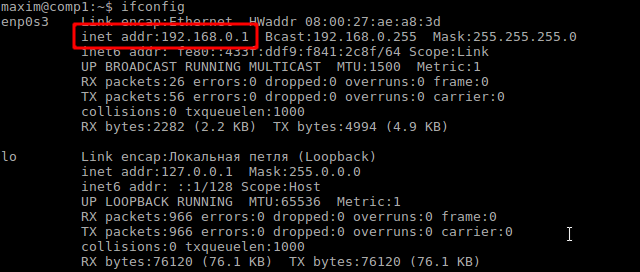 maxim@comp1:~$ ifconfig
enp0s3 Link encap:Ethernet HWaddr 08:00:27:ae:a8:3d
inet addr:192.168.0.1 Bcast:192.168.0.255 Mask:255.255.255.0
inet6 addr: fe80::433f:ddf9:f841:2c8f/64 Scope:Link
UP BROADCAST RUNNING MULTICAST MTU:1500 Metric:1
RX packets:26 errors:0 dropped:0 overruns:0 frame:0
TX packets:56 errors:0 dropped:0 overruns:0 carrier:0
collisions:0 txqueuelen:1000
RX bytes:2282 (2.2 KB) TX bytes:4994 (4.9 KB)
lo Link encap:Локальная петля (Loopback)
inet addr:127.0.0.1 Mask:255.0.0.0
inet6 addr: ::1/128 Scope:Host
UP LOOPBACK RUNNING MTU:65536 Metric:1
RX packets:966 errors:0 dropped:0 overruns:0 frame:0
TX packets:966 errors:0 dropped:0 overruns:0 carrier:0
collisions:0 txqueuelen:1000
RX bytes:76120 (76.1 KB) TX bytes:76120 (76.1 KB)